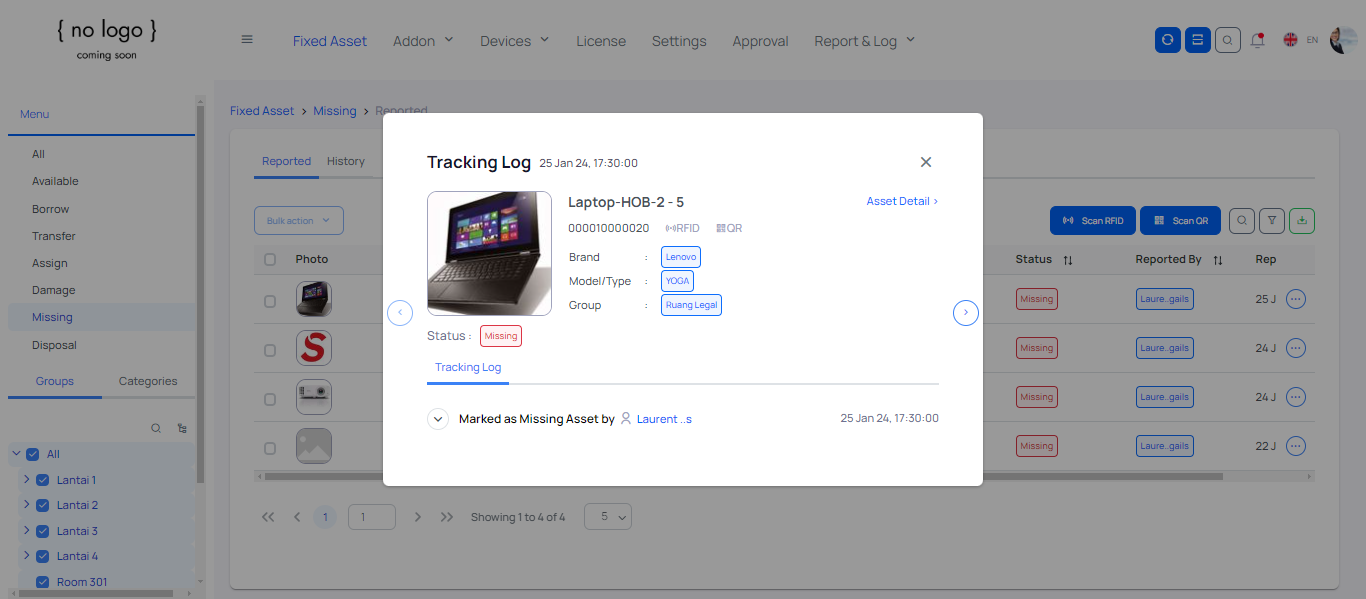 { no logo }
coming soon
Fixed Asset Addon Devices License Settings Approval Report & Log EN
Menu
All
Available
Borrow
Transfer
Assign
Damage
Missing
Disposal
Groups Categories
All
Lantai 1
Lantai 2
Lantai 3
Lantai 4
Room 301
Fixed Asset > Missing > Reported
Reported History
Bulk action
Scan RFID Scan QR
Photo Status Reported By Rep
Missing Laure..gails 25 J
Missing Laure..gails 24 J
Missing Laure..gails 24 J
Missing Laure..gails 22 J
1 1 Showing 1 to 4 of 4 5
Tracking Log 25 Jan 24, 17:30:00
Laptop-HOB-2 - 5 Asset Detail >
000010000020 RFID QR
Brand : Lenovo
Model/Type : YOGA
Group : Ruang Legal
Status : Missing
Tracking Log
Marked as Missing Asset by Laurent ..s 25 Jan 24, 17:30:00